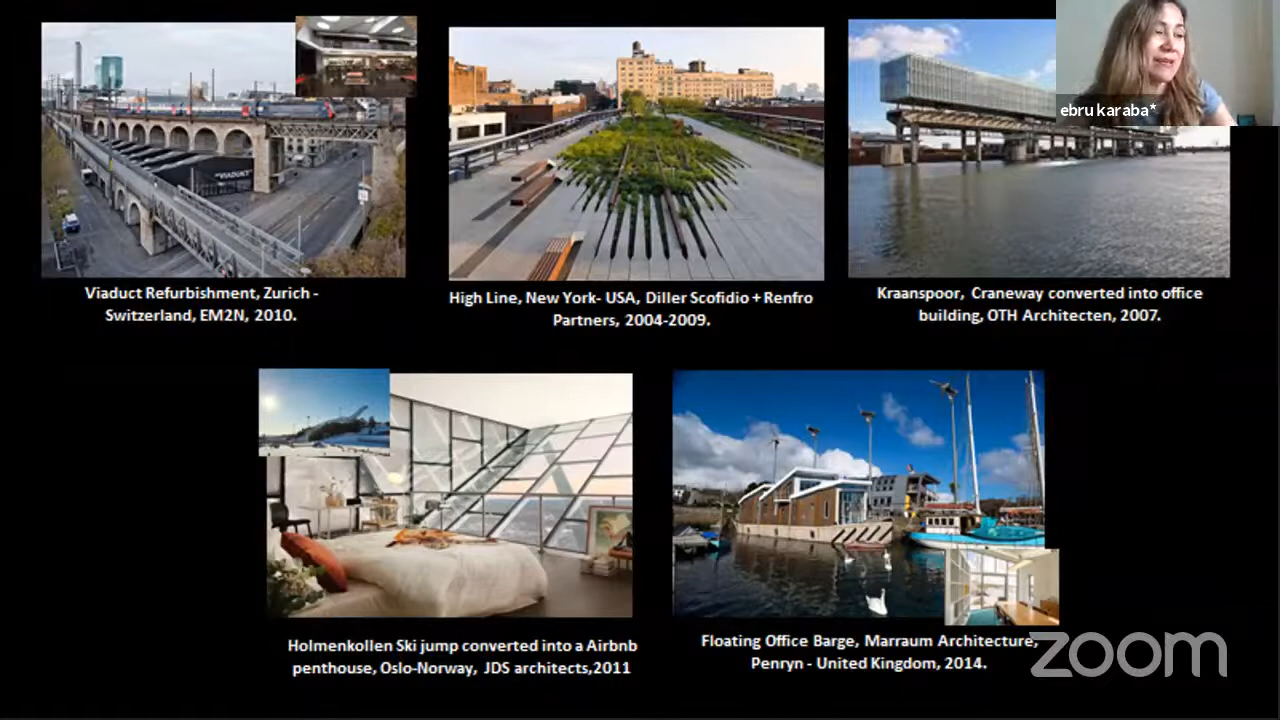 ebru karaba*
"VIADUKT"
Viaduct Refurbishment, Zurich -
Switzerland, EM2N, 2010.
High Line, New York- USA, Diller Scofidio + Renfro
Partners, 2004-2009.
Kraanspoor, Craneway converted into office
building, OTH Architecten, 2007.
Holmenkollen Ski jump converted into a Airbnb
penthouse, Oslo-Norway, JDS architects,2011
Floating Office Barge, Marraum Architecture,
Penryn - United Kingdom, 2014.
zoom